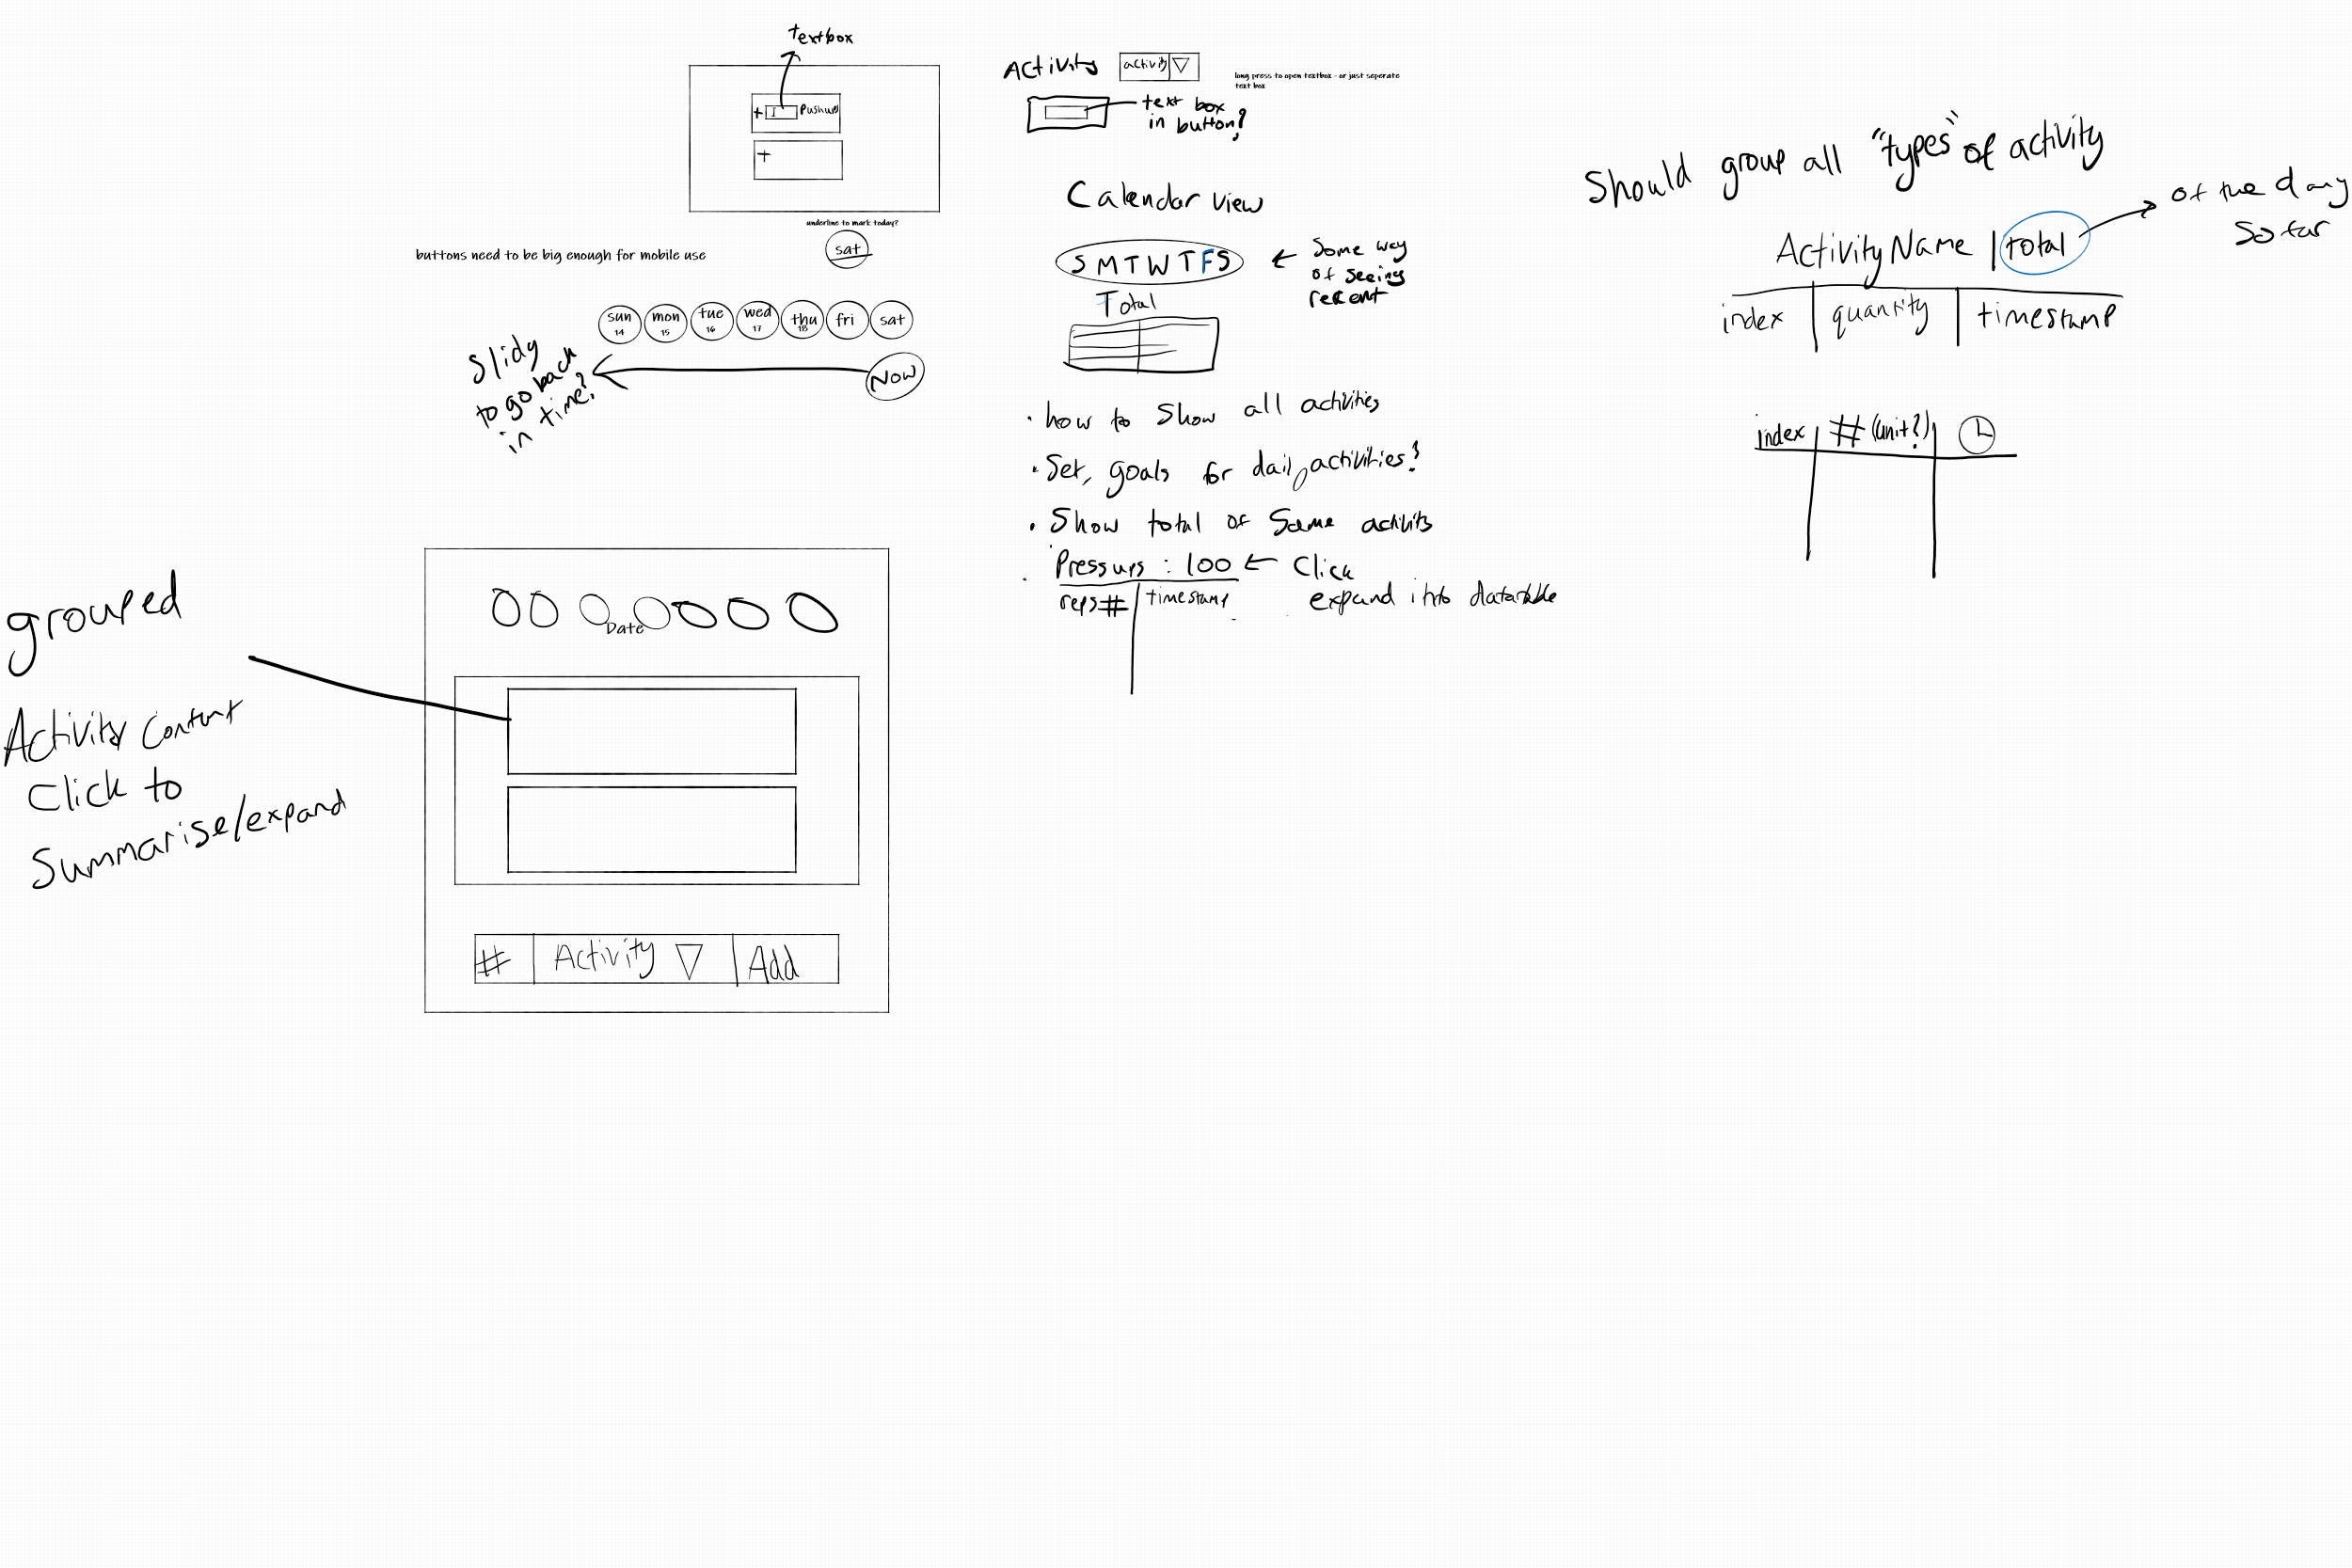 textbox
+ I Pushups
+
underline to mark today?
sat
buttons need to be big enough for mobile use
sun 14 mon 15 tue 16 wed 17 thu 18 fri sat
Now
Slidy
to go back
in time?
Activity activity
long press to open textbox - or just seperate
text box
text box
in button?
Calendar view
S M T W T F S
← Some way
of seeing
recent
Total
· how to show all activities
· Set, goals for daily activities?
· Show total of same activity
Pressups : 100 ← Click
expand into datatable
reps# timestamp
Should group all "types" of activity
ActivityName | total
of the day
so far
index | quantity | timestamp
index | # (unit?) |
grouped
Activity Content
Click to
Summarise/expand
Date
# Activity Add